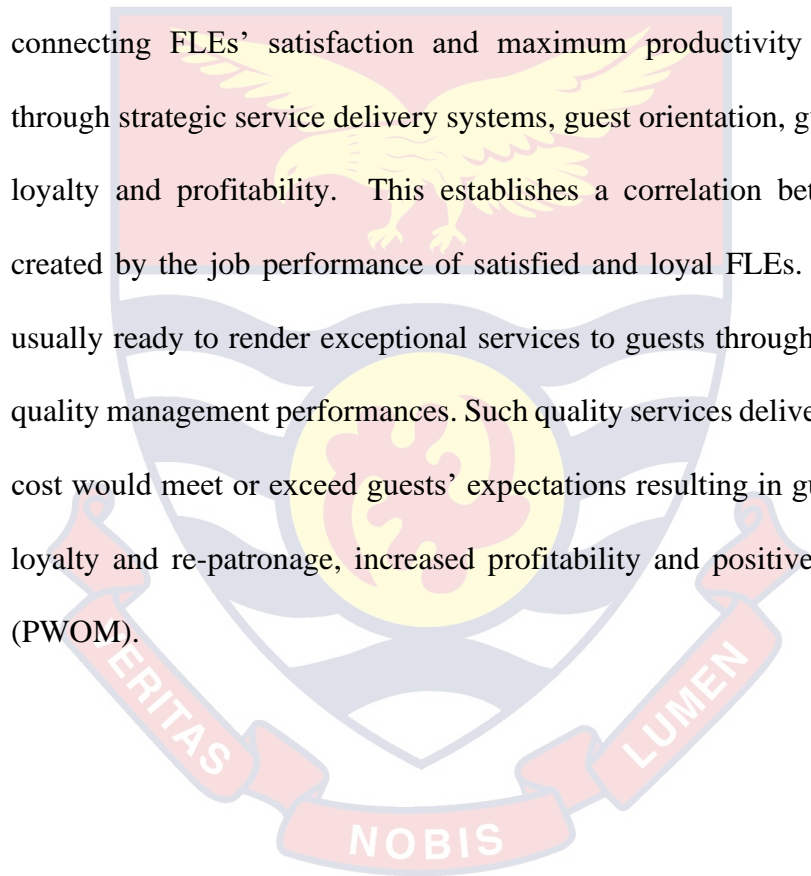 connecting FLEs’ satisfaction and maximum productivity
through strategic service delivery systems, guest orientation,
loyalty and profitability. This establishes a correlation
created by the job performance of satisfied and loyal FLEs.
usually ready to render exceptional services to guests through
quality management performances. Such quality services
cost would meet or exceed guests’ expectations resulting in
loyalty and re-patronage, increased profitability and positive
(PWOM).
VERITAS
NOBIS
LUMEN